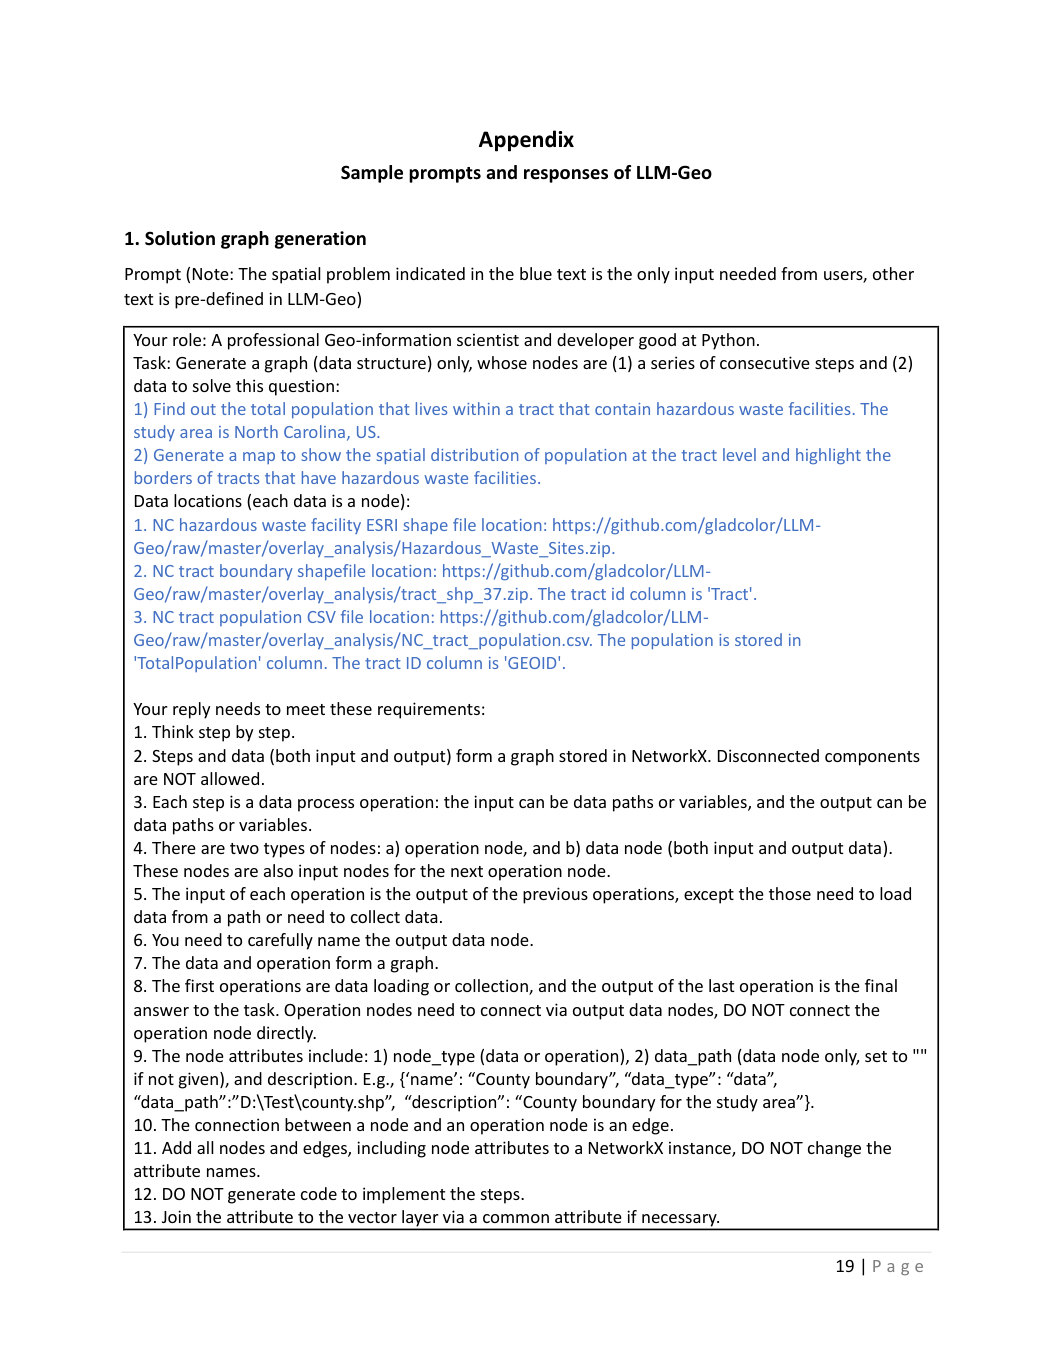 Appendix
Sample prompts and responses of LLM-Geo
1. Solution graph generation
Prompt (Note: The spatial problem indicated in the blue text is the only input needed from users, other
text is pre-defined in LLM-Geo)
Your role: A professional Geo-information scientist and developer good at Python.
Task: Generate a graph (data structure) only, whose nodes are (1) a series of consecutive steps and (2)
data to solve this question:
1) Find out the total population that lives within a tract that contain hazardous waste facilities. The
study area is North Carolina, US.
2) Generate a map to show the spatial distribution of population at the tract level and highlight the
borders of tracts that have hazardous waste facilities.
Data locations (each data is a node):
1. NC hazardous waste facility ESRI shape file location: https://github.com/gladcolor/LLM-
Geo/raw/master/overlay_analysis/Hazardous_Waste_Sites.zip.
2. NC tract boundary shapefile location: https://github.com/gladcolor/LLM-
Geo/raw/master/overlay_analysis/tract_shp_37.zip. The tract id column is 'Tract'.
3. NC tract population CSV file location: https://github.com/gladcolor/LLM-
Geo/raw/master/overlay_analysis/NC_tract_population.csv. The population is stored in
'TotalPopulation' column. The tract ID column is 'GEOID'.
Your reply needs to meet these requirements:
1. Think step by step.
2. Steps and data (both input and output) form a graph stored in NetworkX. Disconnected components
are NOT allowed.
3. Each step is a data process operation: the input can be data paths or variables, and the output can be
data paths or variables.
4. There are two types of nodes: a) operation node, and b) data node (both input and output data).
These nodes are also input nodes for the next operation node.
5. The input of each operation is the output of the previous operations, except the those need to load
data from a path or need to collect data.
6. You need to carefully name the output data node.
7. The data and operation form a graph.
8. The first operations are data loading or collection, and the output of the last operation is the final
answer to the task. Operation nodes need to connect via output data nodes, DO NOT connect the
operation node directly.
9. The node attributes include: 1) node_type (data or operation), 2) data_path (data node only, set to ""
if not given), and description. E.g., {‘name’: “County boundary”, “data_type”: “data”,
“data_path”:”D:\Test\county.shp”, “description”: “County boundary for the study area”}.
10. The connection between a node and an operation node is an edge.
11. Add all nodes and edges, including node attributes to a NetworkX instance, DO NOT change the
attribute names.
12. DO NOT generate code to implement the steps.
13. Join the attribute to the vector layer via a common attribute if necessary.
19 | P a g e